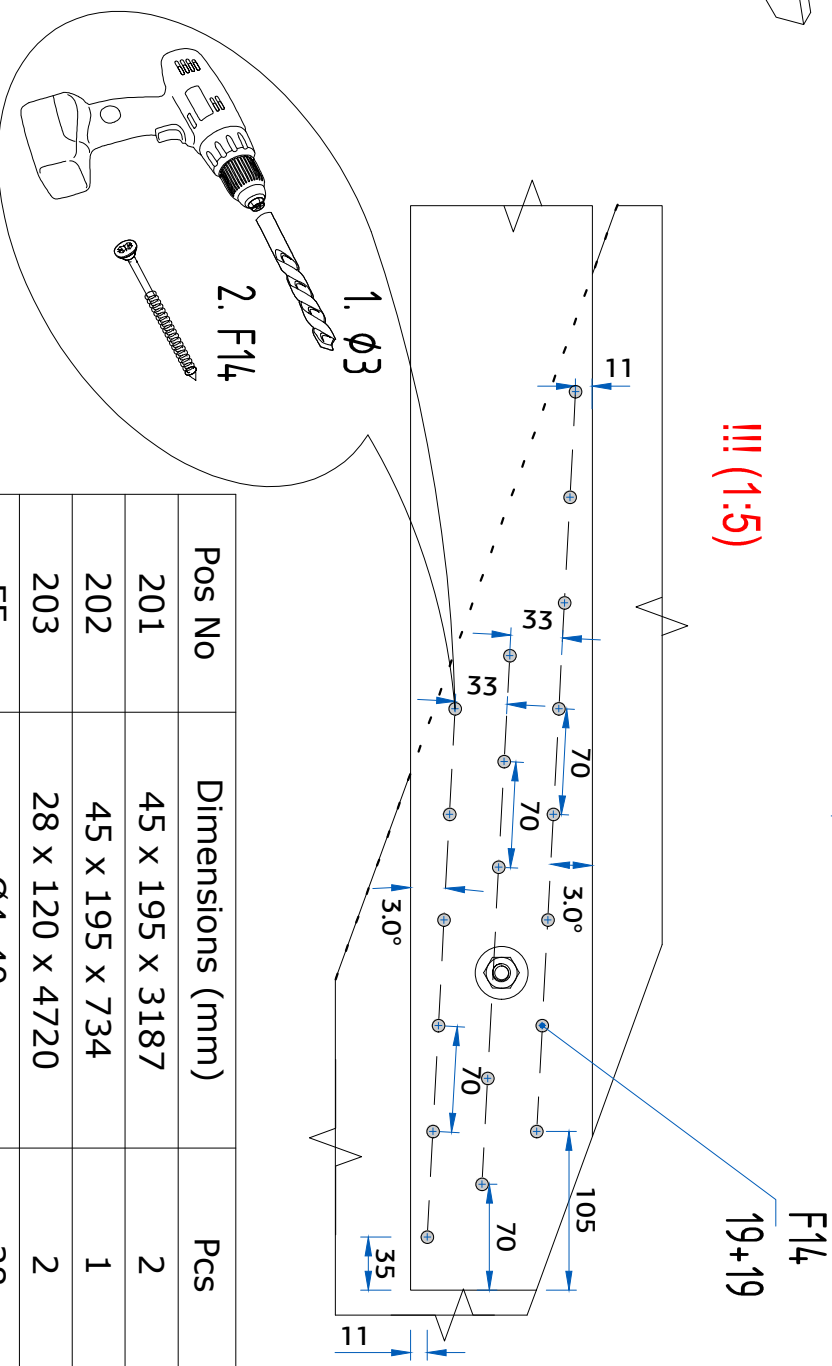 !!! (1:5)
11
33
33
70
70
3.0°
3.0°
70
105
70
35
11
F14
19+19
1. Ø3
2. F14
Pos No Dimensions (mm) Pcs
201 45 x 195 x 3187 2
202 45 x 195 x 734 1
203 28 x 120 x 4720 2